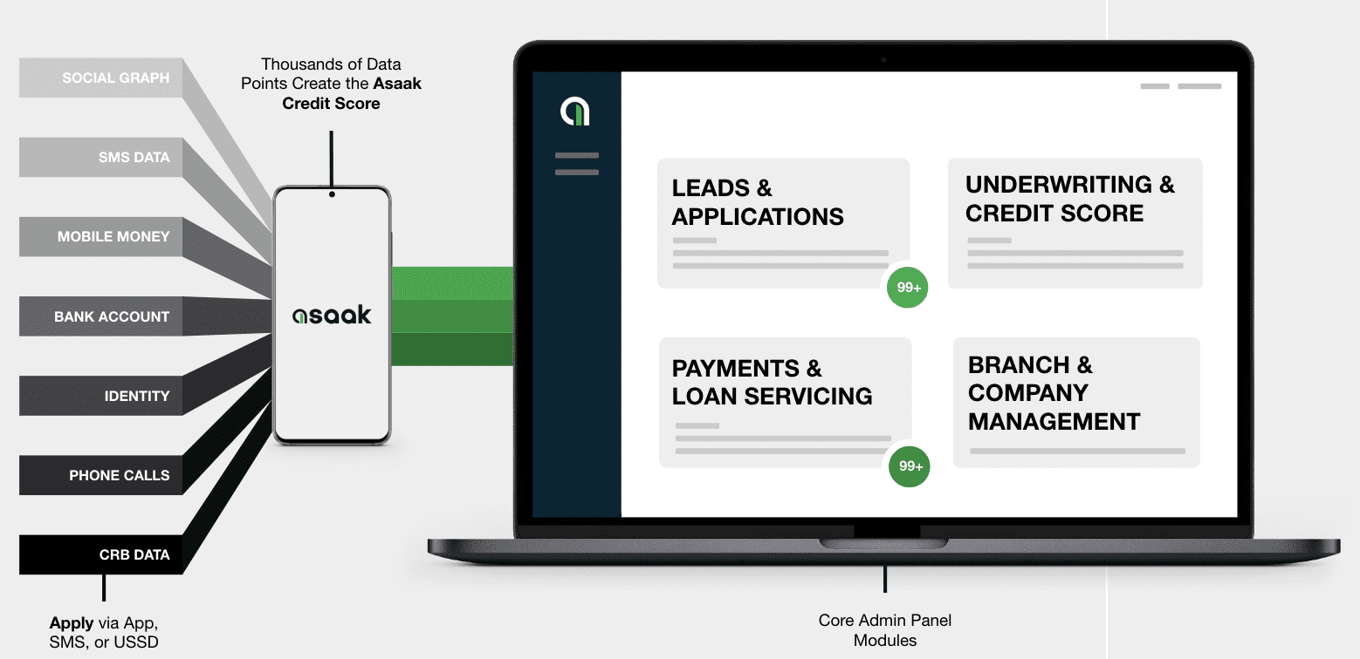 SOCIAL GRAPH
SMS DATA
MOBILE MONEY
BANK ACCOUNT
IDENTITY
PHONE CALLS
CRB DATA
Apply via App,
SMS, or USSD
Thousands of Data
Points Create the Asaak
Credit Score
asaak
LEADS &
APPLICATIONS
99+
UNDERWRITING &
CREDIT SCORE
PAYMENTS &
LOAN SERVICING
99+
BRANCH &
COMPANY
MANAGEMENT
Core Admin Panel
Modules